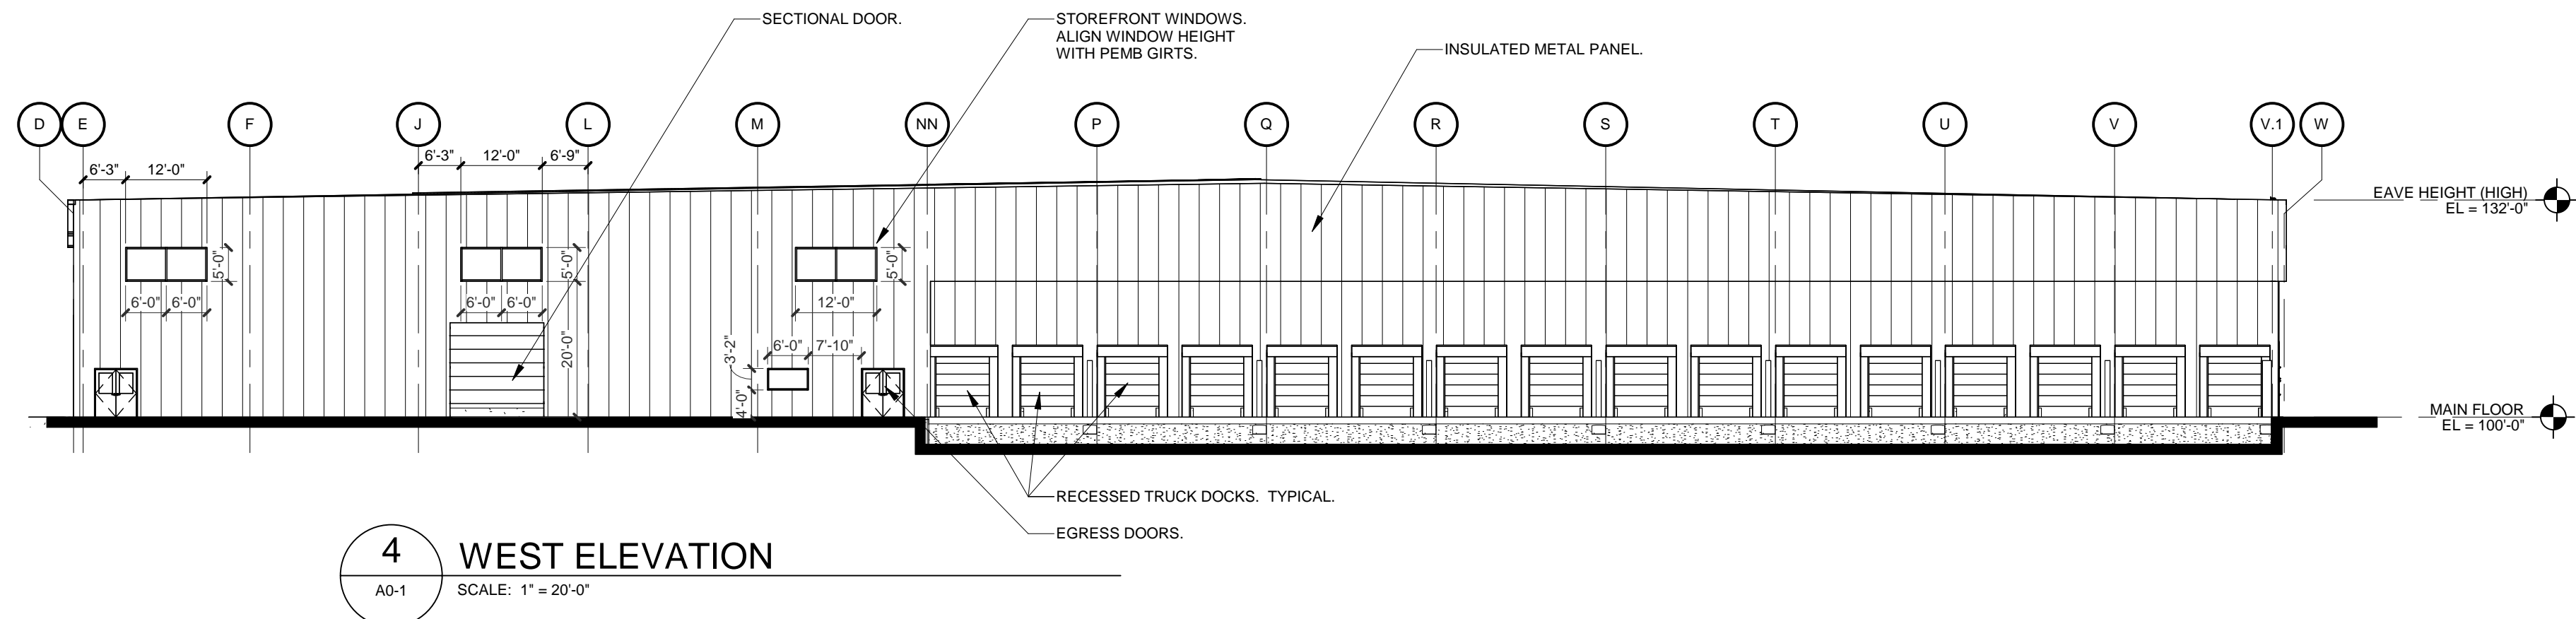 SECTIONAL DOOR.
STOREFRONT WINDOWS.
ALIGN WINDOW HEIGHT
WITH PEMB GIRTS.
INSULATED METAL PANEL.
D E F J L M NN P Q R S T U V V.1 W
6'-3" 12'-0" 6'-9"
6'-3" 12'-0"
EAVE HEIGHT (HIGH)
EL = 132'-0"
5'-0" 5'-0" 5'-0"
6'-0" 6'-0" 6'-0" 6'-0" 12'-0"
20'-0"
3'-2" 6'-0" 7'-10"
4'-0"
MAIN FLOOR
EL = 100'-0"
RECESSED TRUCK DOCKS. TYPICAL.
EGRESS DOORS.
4
A0-1
WEST ELEVATION
SCALE: 1" = 20'-0"